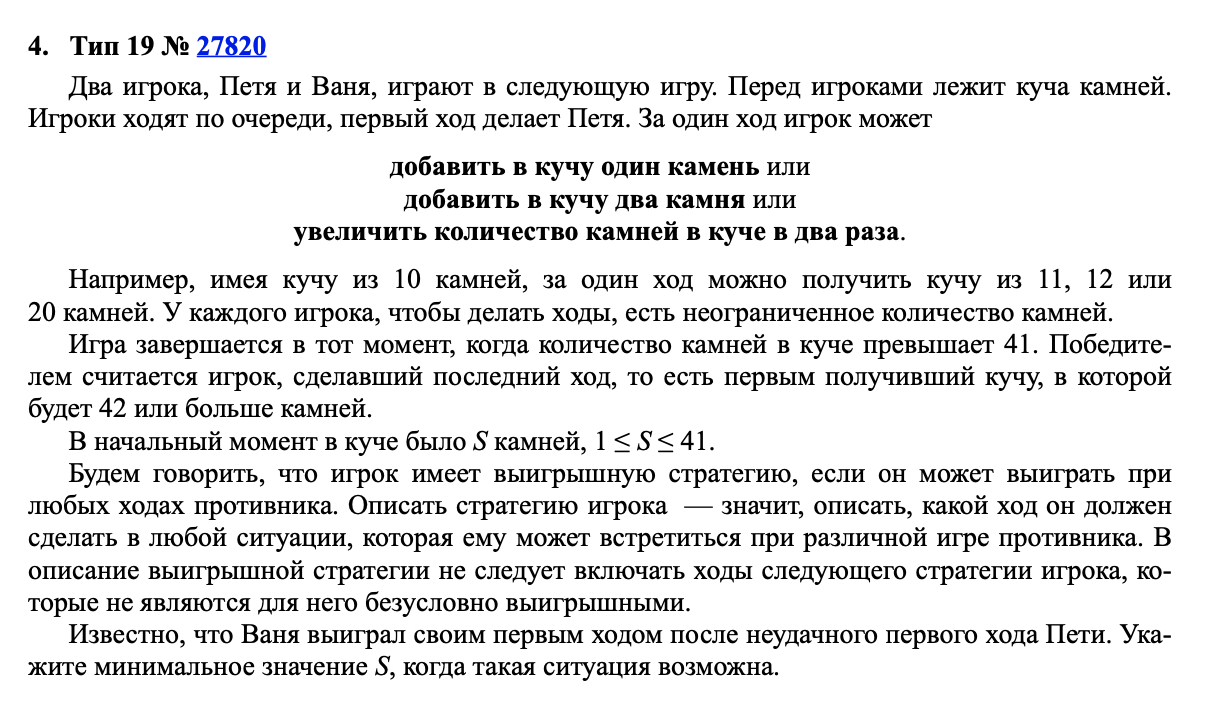 4. Тип 19 № 27820
Два игрока, Петя и Ваня, играют в следующую игру. Перед игроками лежит куча камней.
Игроки ходят по очереди, первый ход делает Петя. За один ход игрок может
добавить в кучу один камень или
добавить в кучу два камня или
увеличить количество камней в куче в два раза.
Например, имея кучу из 10 камней, за один ход можно получить кучу из 11, 12 или
20 камней. У каждого игрока, чтобы делать ходы, есть неограниченное количество камней.
Игра завершается в тот момент, когда количество камней в куче превышает 41. Победите-
лем считается игрок, сделавший последний ход, то есть первым получивший кучу, в которой
будет 42 или больше камней.
В начальный момент в куче было S камней, 1 ≤ S ≤ 41.
Будем говорить, что игрок имеет выигрышную стратегию, если он может выиграть при
любых ходах противника. Описать стратегию игрока — значит, описать, какой ход он должен
сделать в любой ситуации, которая ему может встретиться при различной игре противника. В
описание выигрышной стратегии не следует включать ходы следующего стратегии игрока, ко-
торые не являются для него безусловно выигрышными.
Известно, что Ваня выиграл своим первым ходом после неудачного первого хода Пети. Ука-
жите минимальное значение S, когда такая ситуация возможна.